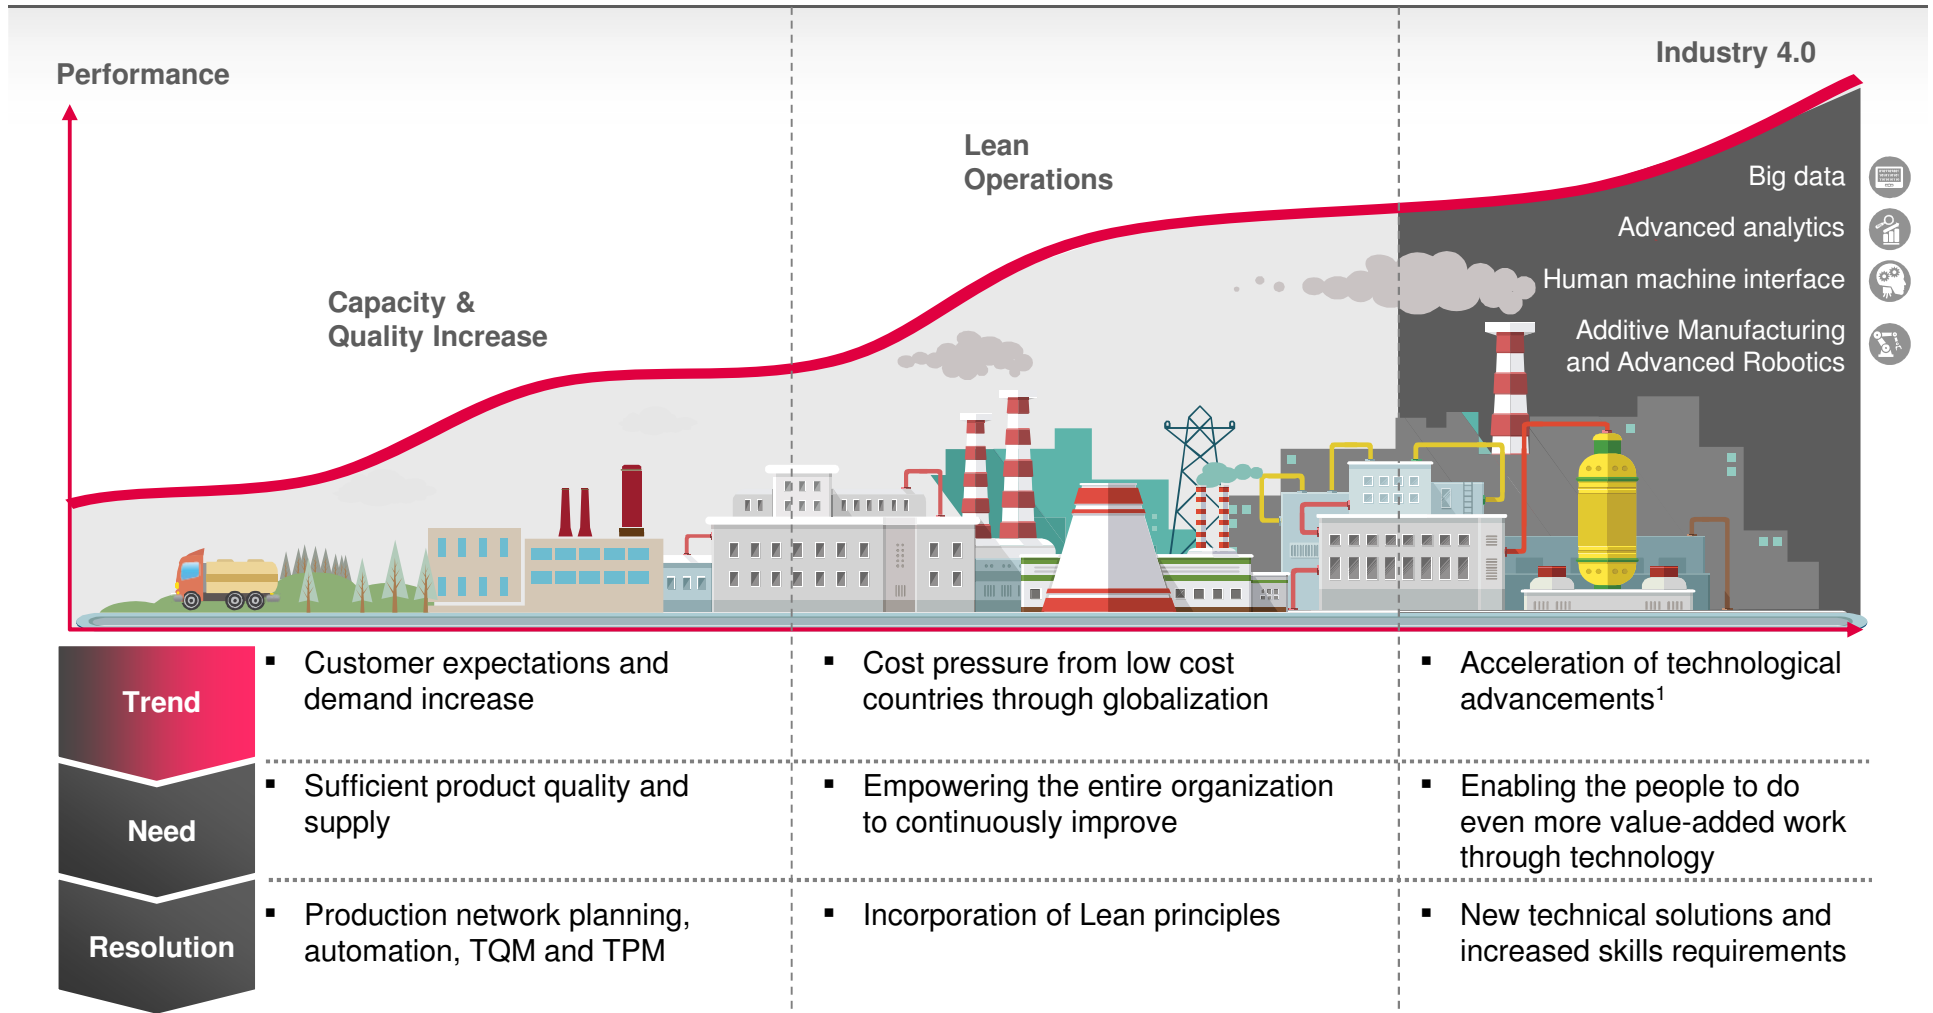 Performance
Industry 4.0
Lean
Operations
Capacity &
Quality Increase
Big data
Advanced analytics
Human machine interface
Additive Manufacturing
and Advanced Robotics
Trend
▪ Customer expectations and
demand increase
▪ Cost pressure from low cost
countries through globalization
▪ Acceleration of technological
advancements¹
Need
▪ Sufficient product quality and
supply
▪ Empowering the entire organization
to continuously improve
▪ Enabling the people to do
even more value-added work
through technology
Resolution
▪ Production network planning,
automation, TQM and TPM
▪ Incorporation of Lean principles
▪ New technical solutions and
increased skills requirements